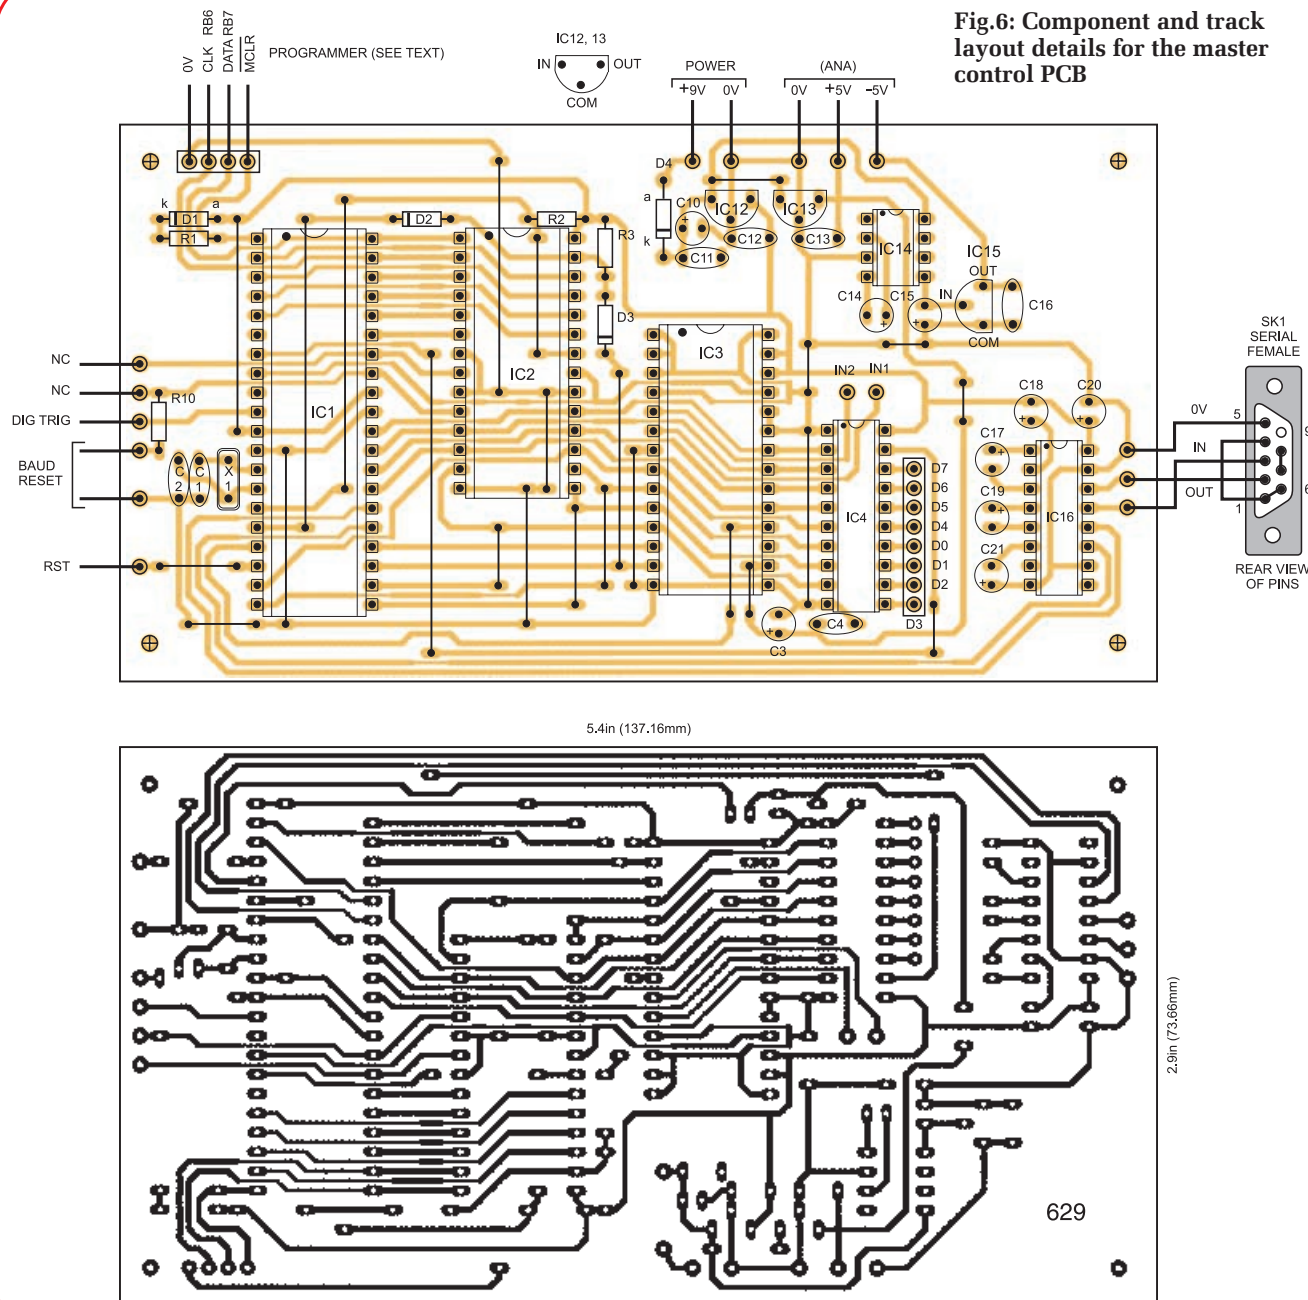 Fig.6: Component and track
layout details for the master
control PCB
0V
CLK RB6
DATA RB7
MCLR
PROGRAMMER (SEE TEXT)
IC12, 13
IN
OUT
COM
POWER
+9V
0V
(ANA)
0V
+5V
-5V
k
D1
a
R1
D2
R2
R3
D3
D4
a
k
C10
+
C11
IC12
C12
IC13
C13
IC14
C14
+
C15
+
IC15
OUT
IN
COM
C16
NC
NC
DIG TRIG
BAUD
RESET
RST
R10
C2
C1
X1
IC1
IC2
IC3
IN2
IN1
IC4
D7
D6
D5
D4
D0
D1
D2
D3
C3
+
C4
C18
+
C20
+
C17
+
C19
+
C21
+
IC16
SK1
SERIAL
FEMALE
0V
IN
OUT
5
9
1
6
REAR VIEW
OF PINS
5.4in (137.16mm)
2.9in (73.66mm)
629